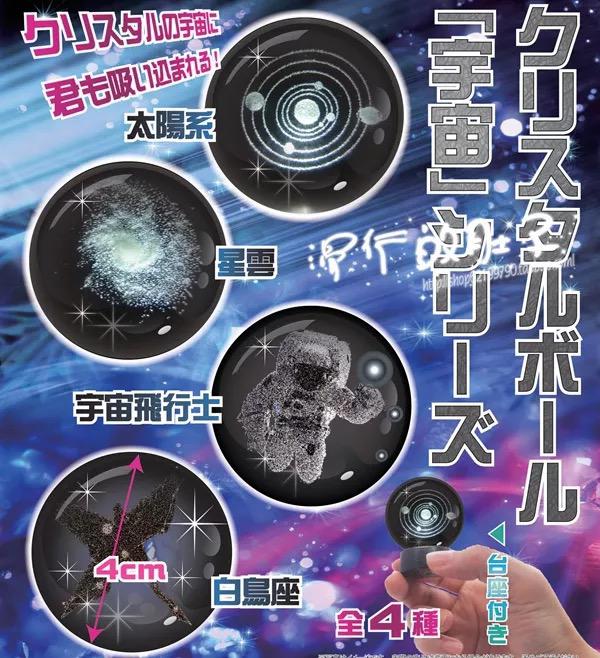 クリスタルボール
「宇宙」シリーズ
クリスタルの宇宙に
君も吸い込まれる!
太陽系
星雲
宇宙飛行士
4cm
白鳥座
全4種
◀台座付き